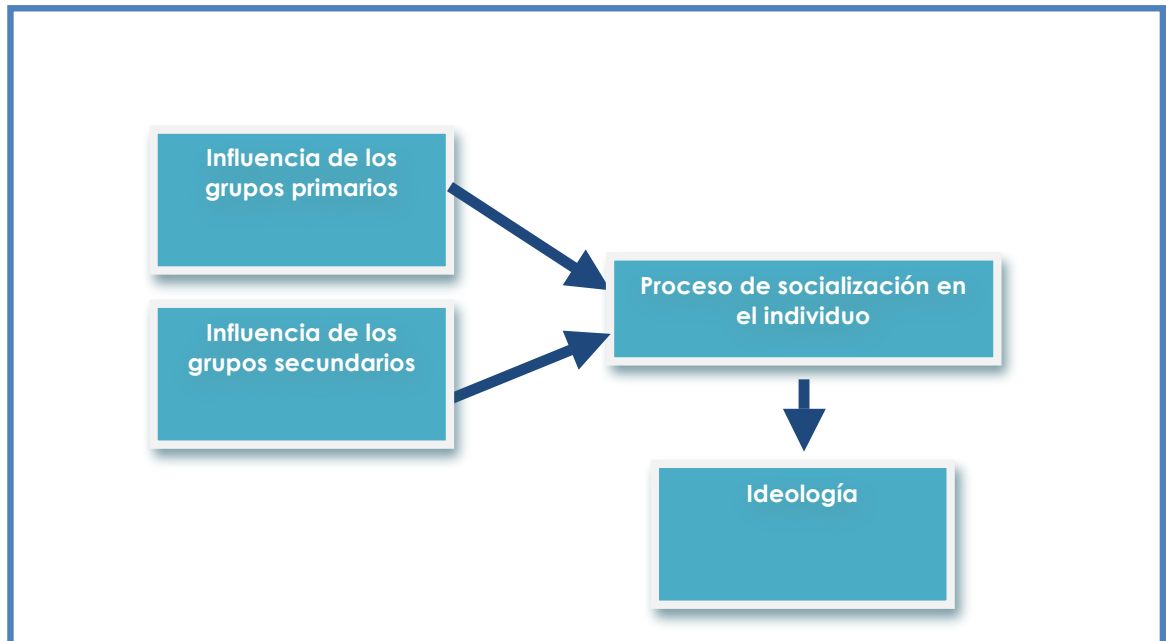 Influencia de los
grupos primarios
Influencia de los
grupos secundarios
Proceso de socialización en
el individuo
Ideología